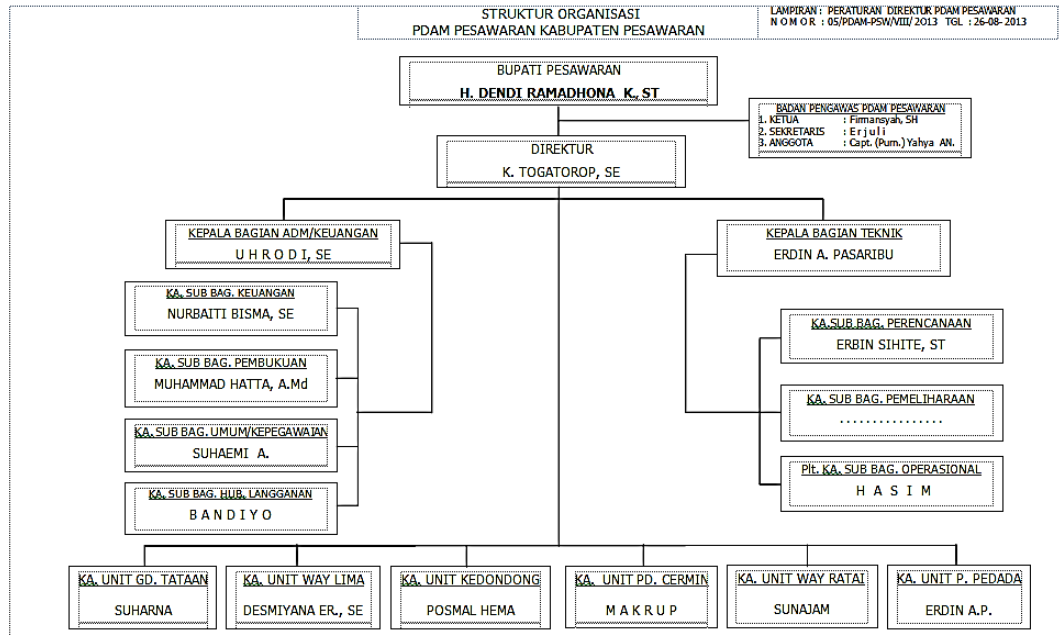 STRUKTUR ORGANISASI
PDAM PESAWARAN KABUPATEN PESAWARAN
LAMPIRAN : PERATURAN DIREKTUR PDAM PESAWARAN
N O M O R : 05/PDAM-PSW/VIII/ 2013 TGL : 26-08- 2013
BUPATI PESAWARAN
H. DENDI RAMADHONA K., ST
BADAN PENGAWAS PDAM PESAWARAN
1. KETUA : Firmansyah, SH
2. SEKRETARIS : E r j u l i
3. ANGGOTA : Capt. (Purn.) Yahya AN.
DIREKTUR
K. TOGATOROP, SE
KEPALA BAGIAN ADM/KEUANGAN
U H R O D I, SE
KEPALA BAGIAN TEKNIK
ERDIN A. PASARIBU
KA. SUB BAG. KEUANGAN
NURBAITI BISMA, SE
KA. SUB BAG. PEMBUKUAN
MUHAMMAD HATTA, A.Md
KA. SUB BAG. UMUM/KEPEGAWAIAN
SUHAEMI A.
KA. SUB BAG. HUB. LANGGANAN
B A N D I Y O
KA.SUB BAG. PERENCANAAN
ERBIN SIHITE, ST
KA. SUB BAG. PEMELIHARAAN
................
Plt. KA. SUB BAG. OPERASIONAL
H A S I M
KA. UNIT GD. TATAAN
SUHARNA
KA. UNIT WAY LIMA
DESMIYANA ER., SE
KA. UNIT KEDONDONG
POSMAL HEMA
KA. UNIT PD. CERMIN
M A K R U P
KA. UNIT WAY RATAI
SUNAJAM
KA. UNIT P. PEDADA
ERDIN A.P.